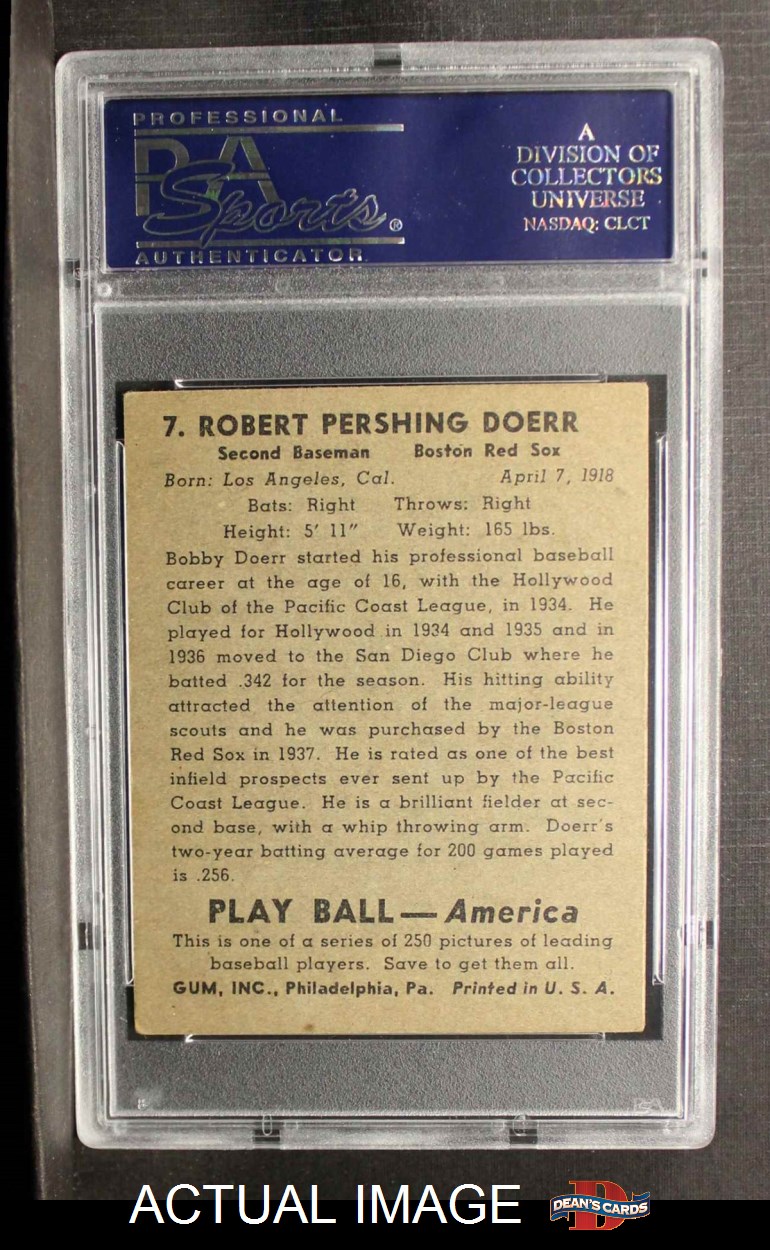 PROFESSIONAL
PSA
Sports®
AUTHENTICATOR
A
DIVISION OF
COLLECTORS
UNIVERSE
NASDAQ: CLCT
7. ROBERT PERSHING DOERR
Second Baseman Boston Red Sox
Born: Los Angeles, Cal. April 7, 1918
Bats: Right Throws: Right
Height: 5' 11" Weight: 165 lbs.
Bobby Doerr started his professional baseball
career at the age of 16, with the Hollywood
Club of the Pacific Coast League, in 1934. He
played for Hollywood in 1934 and 1935 and in
1936 moved to the San Diego Club where he
batted .342 for the season. His hitting ability
attracted the attention of the major-league
scouts and he was purchased by the Boston
Red Sox in 1937. He is rated as one of the best
infield prospects ever sent up by the Pacific
Coast League. He is a brilliant fielder at sec-
ond base, with a whip throwing arm. Doerr's
two-year batting average for 200 games played
is .256.
PLAY BALL — America
This is one of a series of 250 pictures of leading
baseball players. Save to get them all.
GUM, INC., Philadelphia, Pa. Printed in U. S. A.
ACTUAL IMAGE
DEAN'S CARDS